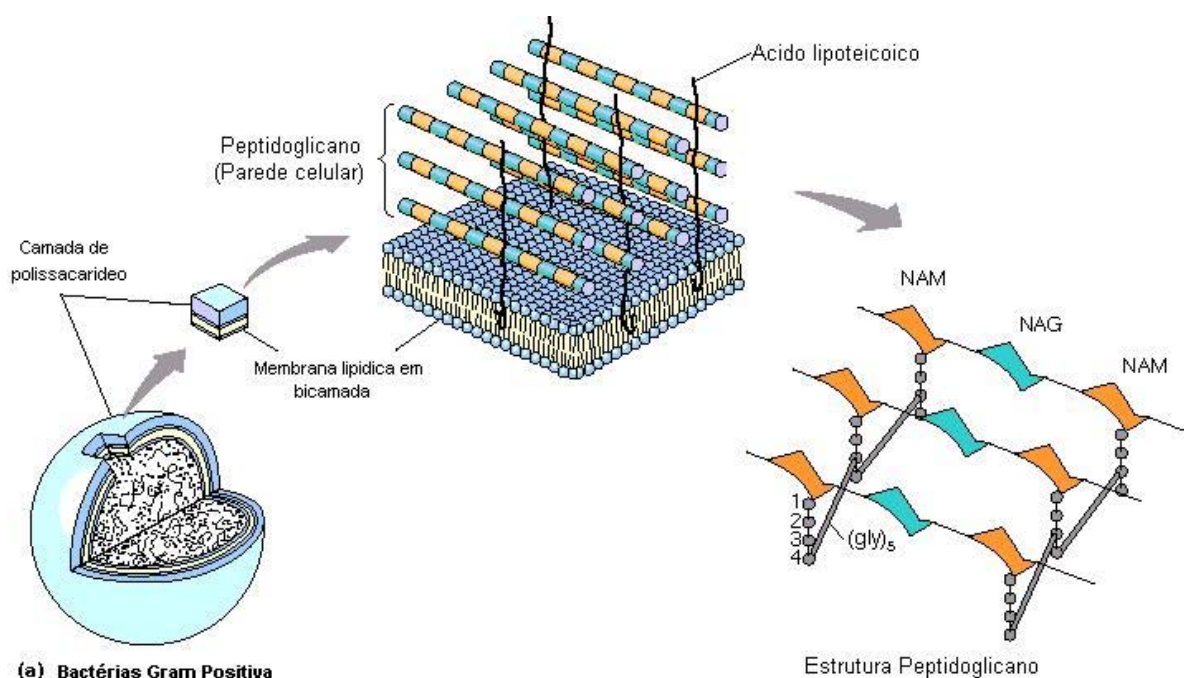 Acido lipoteicoico
Peptidoglicano
(Parede celular)
Camada de
polissacarideo
Membrana lipidica em
bicamada
(a) Bactérias Gram Positiva
NAM
NAG
NAM
1
2
3
4
(gly)5
Estrutura Peptidoglicano